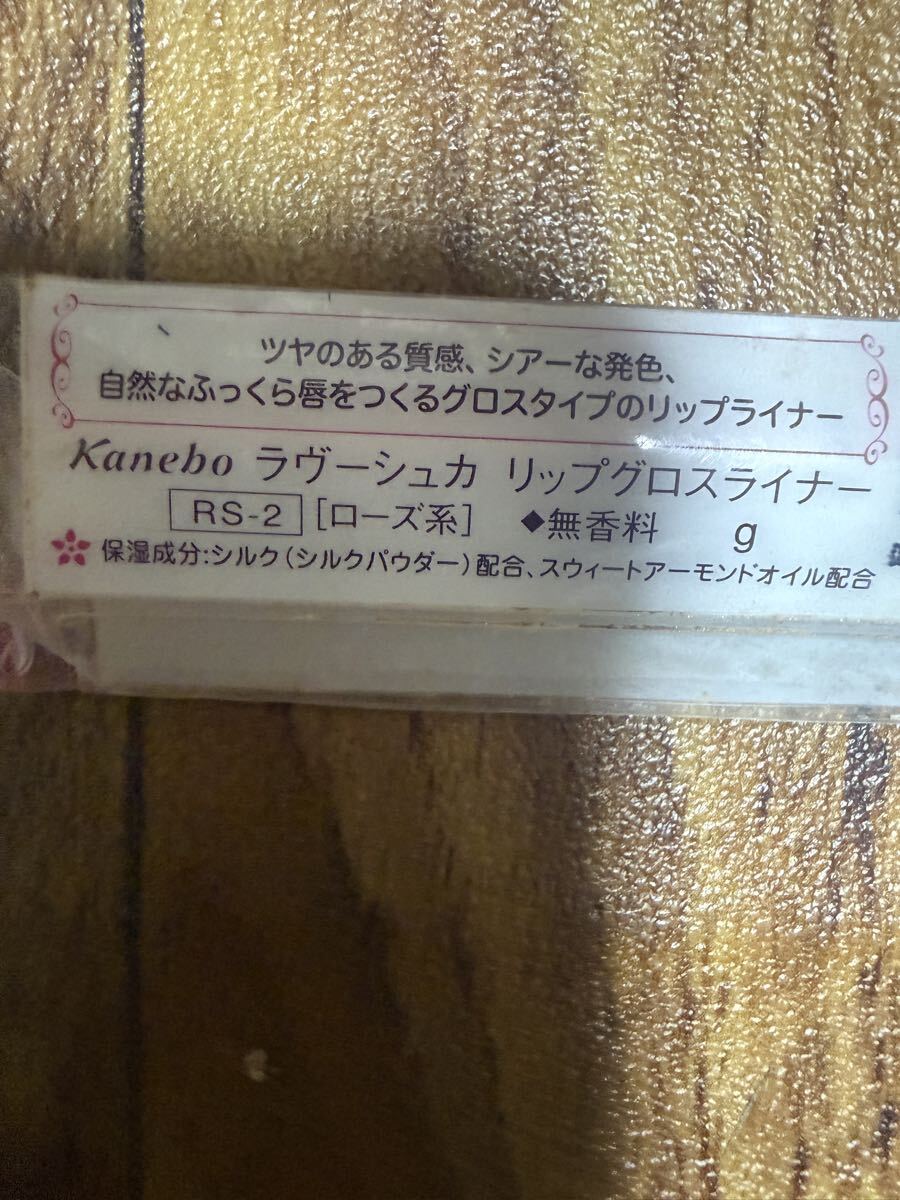 ツヤのある質感、シアーな発色、
自然なふっくら唇をつくるグロスタイプのリップライナー
Kanebo ラヴーシュカ リップグロスライナー
RS-2 [ローズ系] ◆無香料 g
保湿成分:シルク(シルクパウダー)配合、スウィートアーモンドオイル配合